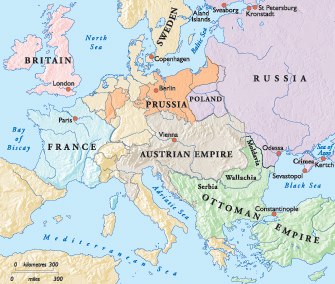 Sveaborg
St Petersburg
Kronstadt
Aland
Islands
SWEDEN
North
Sea
Baltic Sea
Copenhagen
BRITAIN
London
Berlin
RUSSIA
PRUSSIA
POLAND
Paris
Bay
of
Biscay
FRANCE
Vienna
AUSTRIAN EMPIRE
Moldavia
Odessa
Sea of
Azov
Crimea
Kertsch
Sevastopol
Wallachia
Black Sea
Serbia
Adriatic Sea
OTTOMAN EMPIRE
Constantinople
Mediterranean Sea
0 kilometres 300
0 miles 300